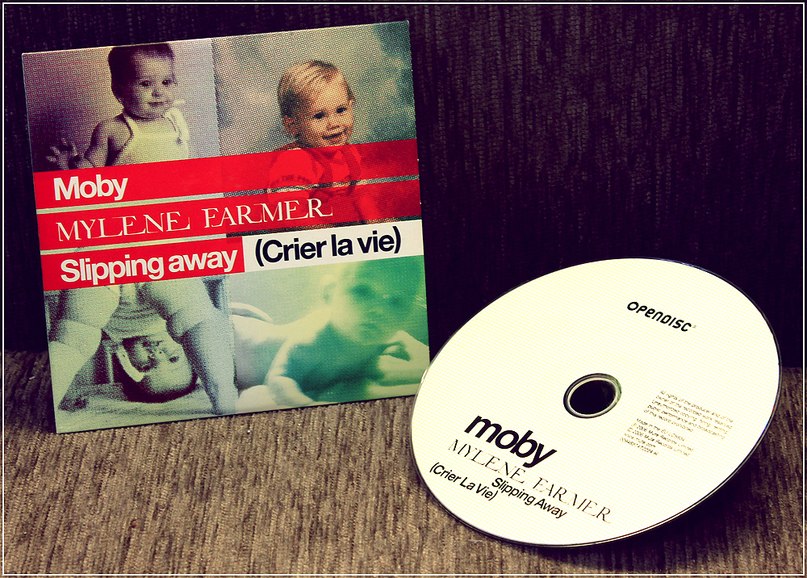 Moby
MYLENE FARMER
Slipping away (Crier la vie)
OPENDISC
moby
MYLENE FARMER
Slipping Away
(Crier La Vie)